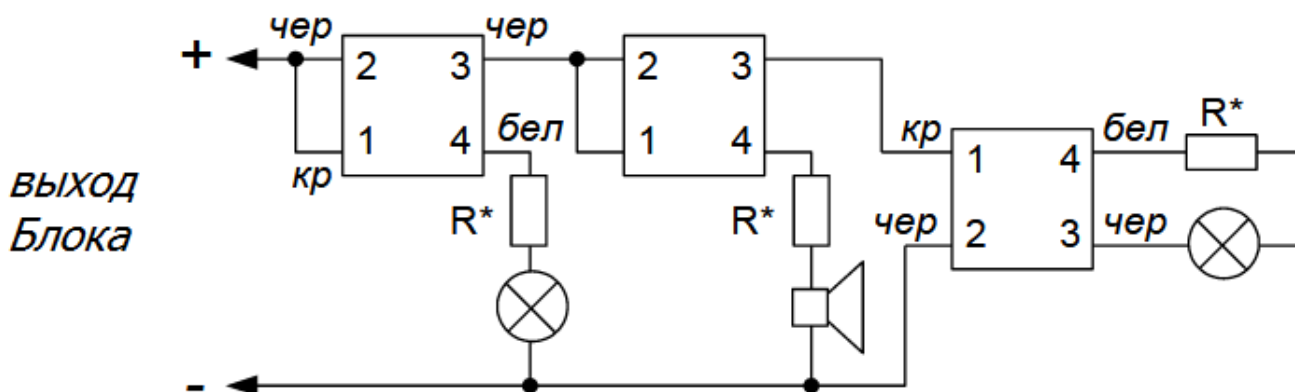 + чер 2 3 чер 2 3
1 4 бел 1 4
кр
кр 1 4 бел R*
чер 2 3 чер
R* R*
выход
Блока
-